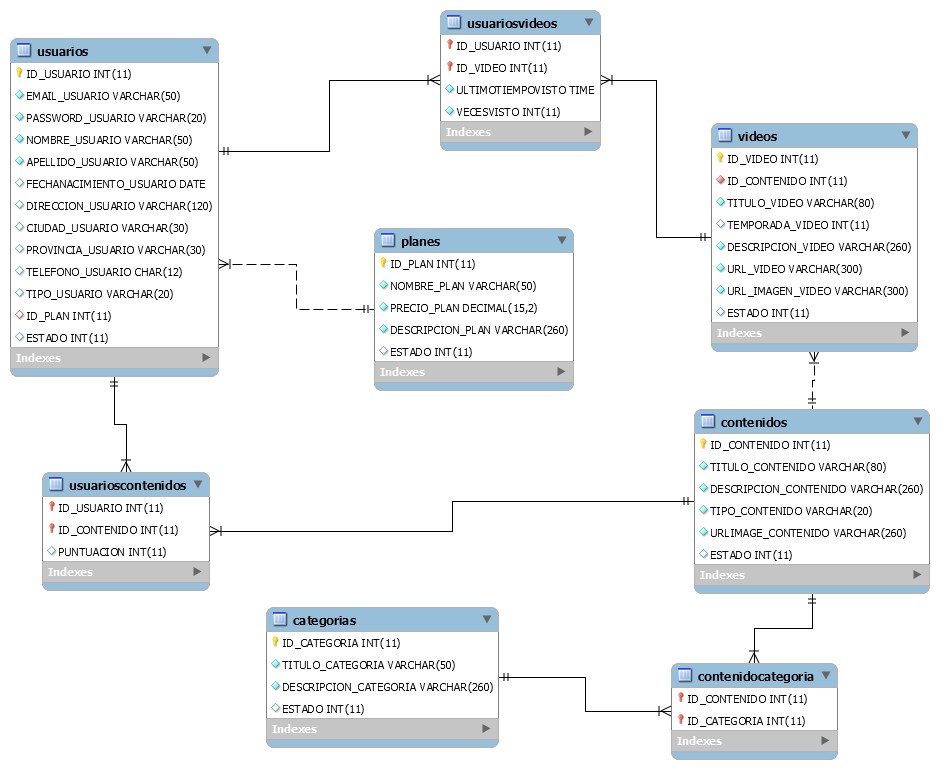 usuarios
ID_USUARIO INT(11)
EMAIL_USUARIO VARCHAR(50)
PASSWORD_USUARIO VARCHAR(20)
NOMBRE_USUARIO VARCHAR(50)
APELLIDO_USUARIO VARCHAR(50)
FECHANACIMIENTO_USUARIO DATE
DIRECCION_USUARIO VARCHAR(120)
CIUDAD_USUARIO VARCHAR(30)
PROVINCIA_USUARIO VARCHAR(30)
TELEFONO_USUARIO CHAR(12)
TIPO_USUARIO VARCHAR(20)
ID_PLAN INT(11)
ESTADO INT(11)
Indexes
usuariosvideos
ID_USUARIO INT(11)
ID_VIDEO INT(11)
ULTIMOTIEMPOVISTO TIME
VECESVISTO INT(11)
Indexes
videos
ID_VIDEO INT(11)
ID_CONTENIDO INT(11)
TITULO_VIDEO VARCHAR(80)
TEMPORADA_VIDEO INT(11)
DESCRIPCION_VIDEO VARCHAR(260)
URL_VIDEO VARCHAR(300)
URL_IMAGEN_VIDEO VARCHAR(300)
ESTADO INT(11)
Indexes
planes
ID_PLAN INT(11)
NOMBRE_PLAN VARCHAR(50)
PRECIO_PLAN DECIMAL(15,2)
DESCRIPCION_PLAN VARCHAR(260)
ESTADO INT(11)
Indexes
contenidos
ID_CONTENIDO INT(11)
TITULO_CONTENIDO VARCHAR(80)
DESCRIPCION_CONTENIDO VARCHAR(260)
TIPO_CONTENIDO VARCHAR(20)
URLIMAGE_CONTENIDO VARCHAR(260)
ESTADO INT(11)
Indexes
usuarioscontenidos
ID_USUARIO INT(11)
ID_CONTENIDO INT(11)
PUNTUACION INT(11)
Indexes
categorias
ID_CATEGORIA INT(11)
TITULO_CATEGORIA VARCHAR(50)
DESCRIPCION_CATEGORIA VARCHAR(260)
ESTADO INT(11)
Indexes
contenidocategoria
ID_CONTENIDO INT(11)
ID_CATEGORIA INT(11)
Indexes